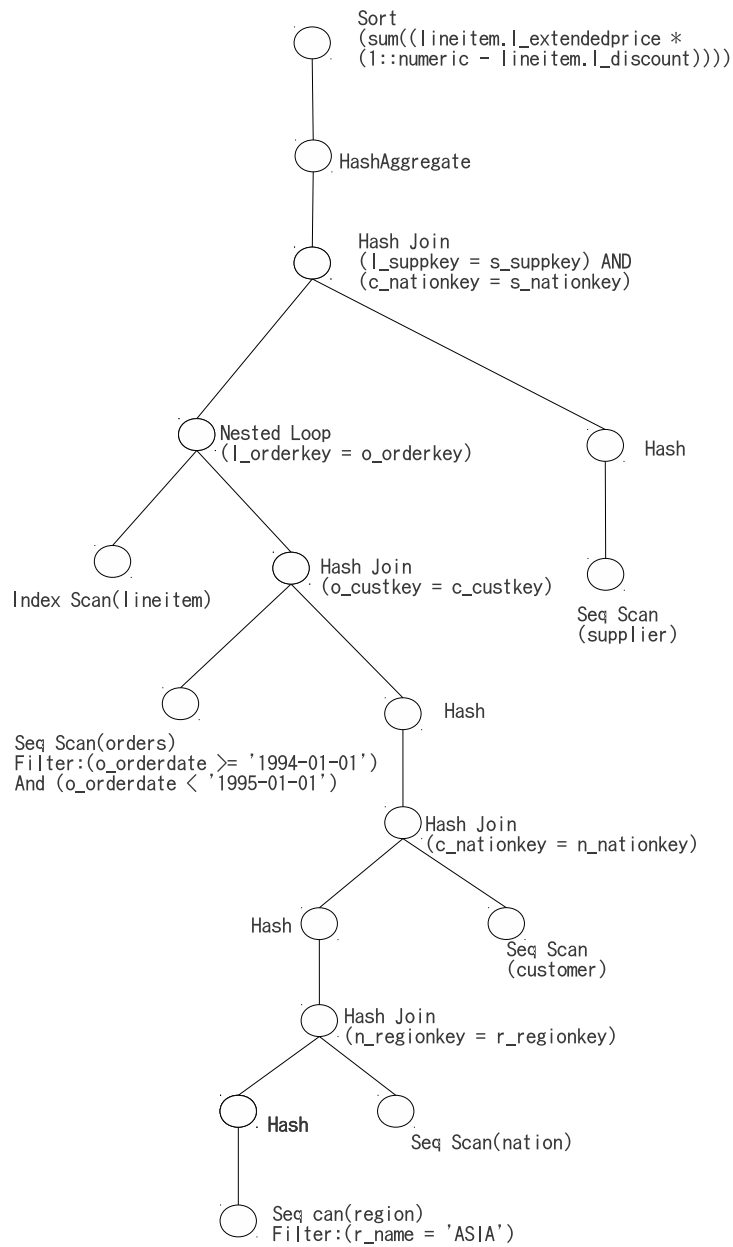 Sort
(sum((lineitem.l_extendedprice *
(1::numeric - lineitem.l_discount))))
HashAggregate
Hash Join
(l_suppkey = s_suppkey) AND
(c_nationkey = s_nationkey)
Nested Loop
(l_orderkey = o_orderkey)
Hash
Index Scan(lineitem)
Hash Join
(o_custkey = c_custkey)
Seq Scan
(supplier)
Seq Scan(orders)
Filter:(o_orderdate >= '1994-01-01')
And (o_orderdate < '1995-01-01')
Hash
Hash Join
(c_nationkey = n_nationkey)
Hash
Seq Scan
(customer)
Hash Join
(n_regionkey = r_regionkey)
Hash
Seq Scan(nation)
Seq can(region)
Filter:(r_name = 'ASIA')